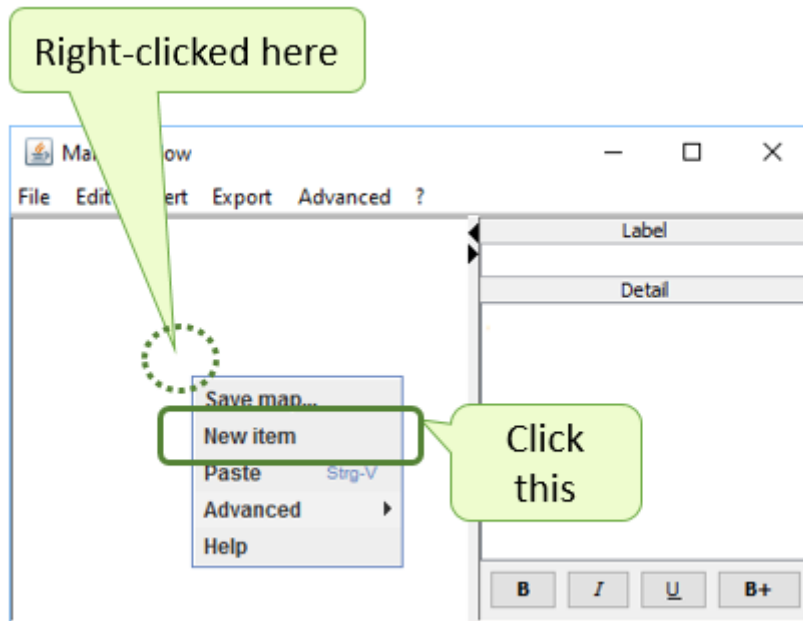 Right-clicked here
Ma ow
File Edit ert Export Advanced ?
Label
Detail
Save map...
New item
Paste Strg-V
Advanced
Help
Click
this
B I U B+